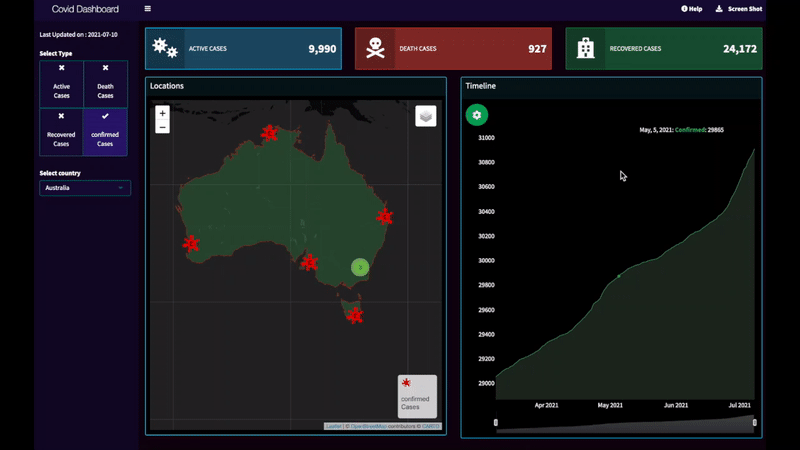 Covid Dashboard
Help
Screen Shot
Last Updated on : 2021-07-10
Select Type
Active Cases
Death Cases
Recovered Cases
confirmed Cases
Select country
Australia
ACTIVE CASES
9,990
DEATH CASES
927
RECOVERED CASES
24,172
Locations
+
−
3
confirmed
Cases
Leaflet | © OpenStreetMap contributors © CARTO
Timeline
May, 5, 2021: Confirmed: 29865
31000
30800
30600
30400
30200
30000
29800
29600
29400
29200
29000
Apr 2021
May 2021
Jun 2021
Jul 2021